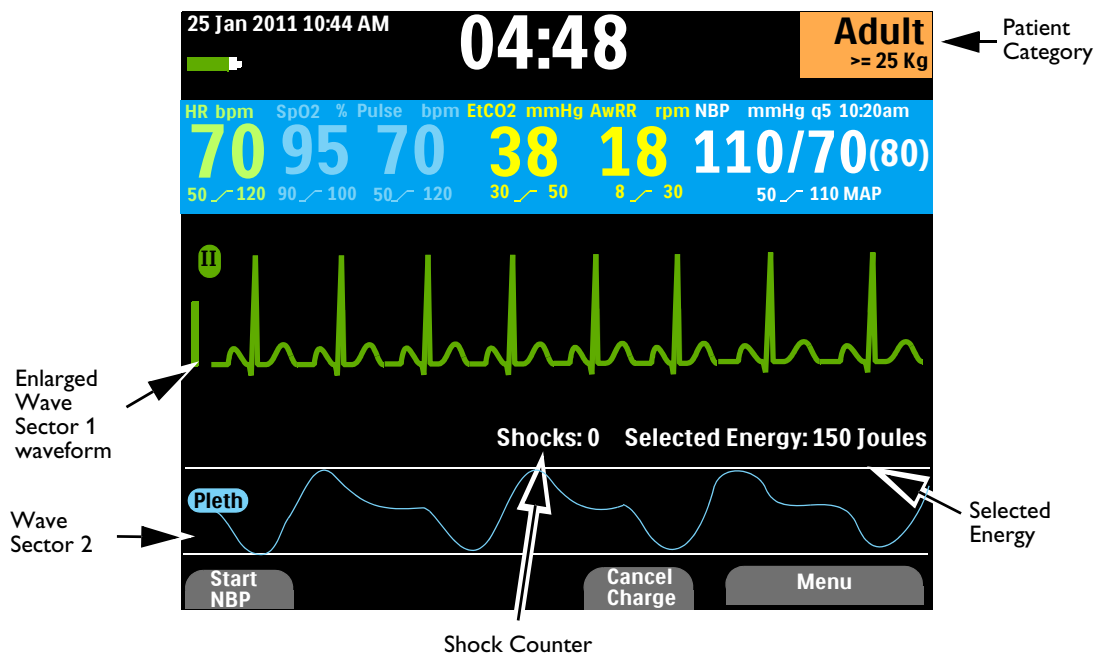 25 Jan 2011 10:44 AM
04:48
Adult
>= 25 Kg
Patient
Category
HR bpm SpO2 % Pulse bpm EtCO2 mmHg AwRR rpm NBP mmHg q5 10:20am
70 95 70 38 18 110/70(80)
50 120 90 100 50 120 30 50 8 30 50 110 MAP
II
Enlarged
Wave
Sector 1
waveform
Shocks: 0 Selected Energy: 150 Joules
Pleth
Wave
Sector 2
Selected
Energy
Start
NBP
Cancel
Charge
Menu
Shock Counter